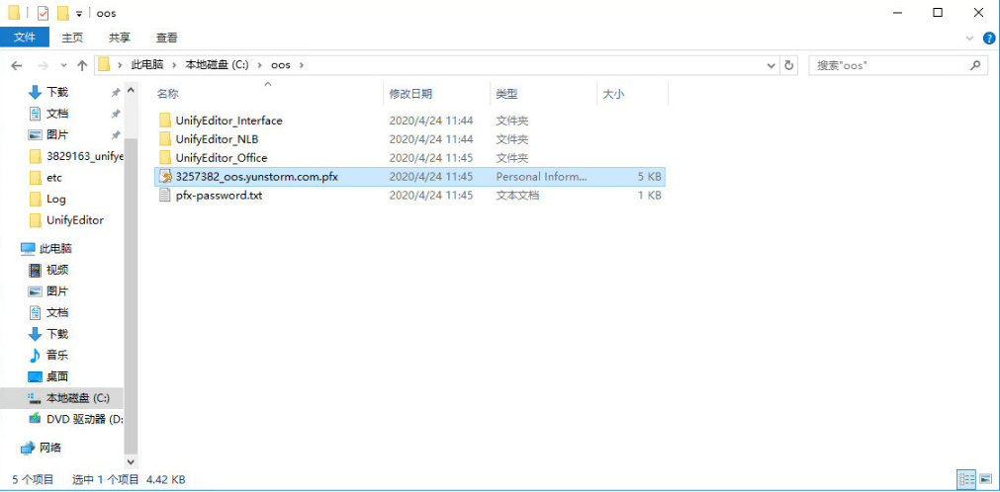 oos
文件 主页 共享 查看
此电脑 本地磁盘 (C:) oos 搜索"oos"
名称 修改日期 类型 大小
下载
文档
图片
3829163_unifye
etc
Log
UnifyEditor
此电脑
视频
图片
文档
下载
音乐
桌面
本地磁盘 (C:)
DVD 驱动器 (D:
网络
UnifyEditor_Interface 2020/4/24 11:44 文件夹
UnifyEditor_NLB 2020/4/24 11:44 文件夹
UnifyEditor_Office 2020/4/24 11:45 文件夹
3257382_oos.yunstorm.com.pfx 2020/4/24 11:45 Personal Inform... 5 KB
pfx-password.txt 2020/4/24 11:45 文本文档 1 KB
5 个项目 选中 1 个项目 4.42 KB